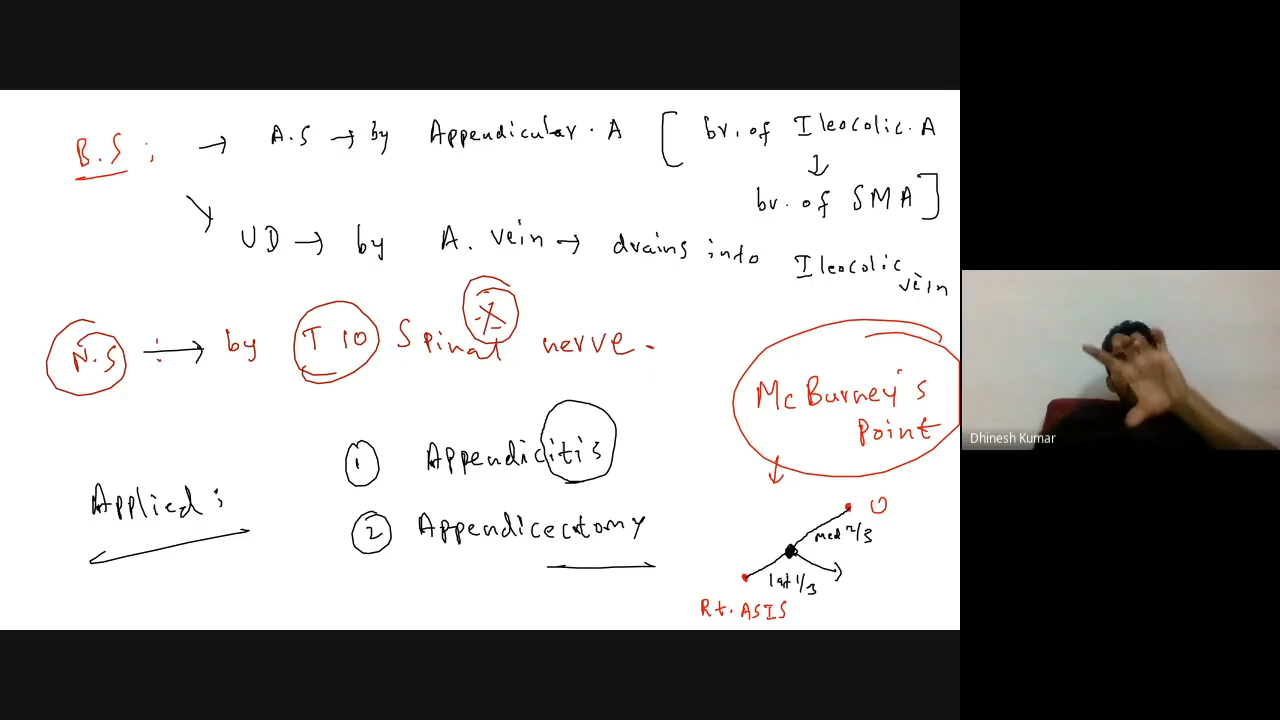 B.S : → A.S → by Appendicular. A [ br. of Ileocolic. A
↓
br. of SMA ]
VD → by A. vein → drains into Ileocolic vein
N.S : → by T 10 Spinal nerve.
McBurney's
point
Applied :
① Appendicitis
② Appendicectomy
U
med 2/3
lat 1/3
Rt. ASIS
Dhinesh Kumar